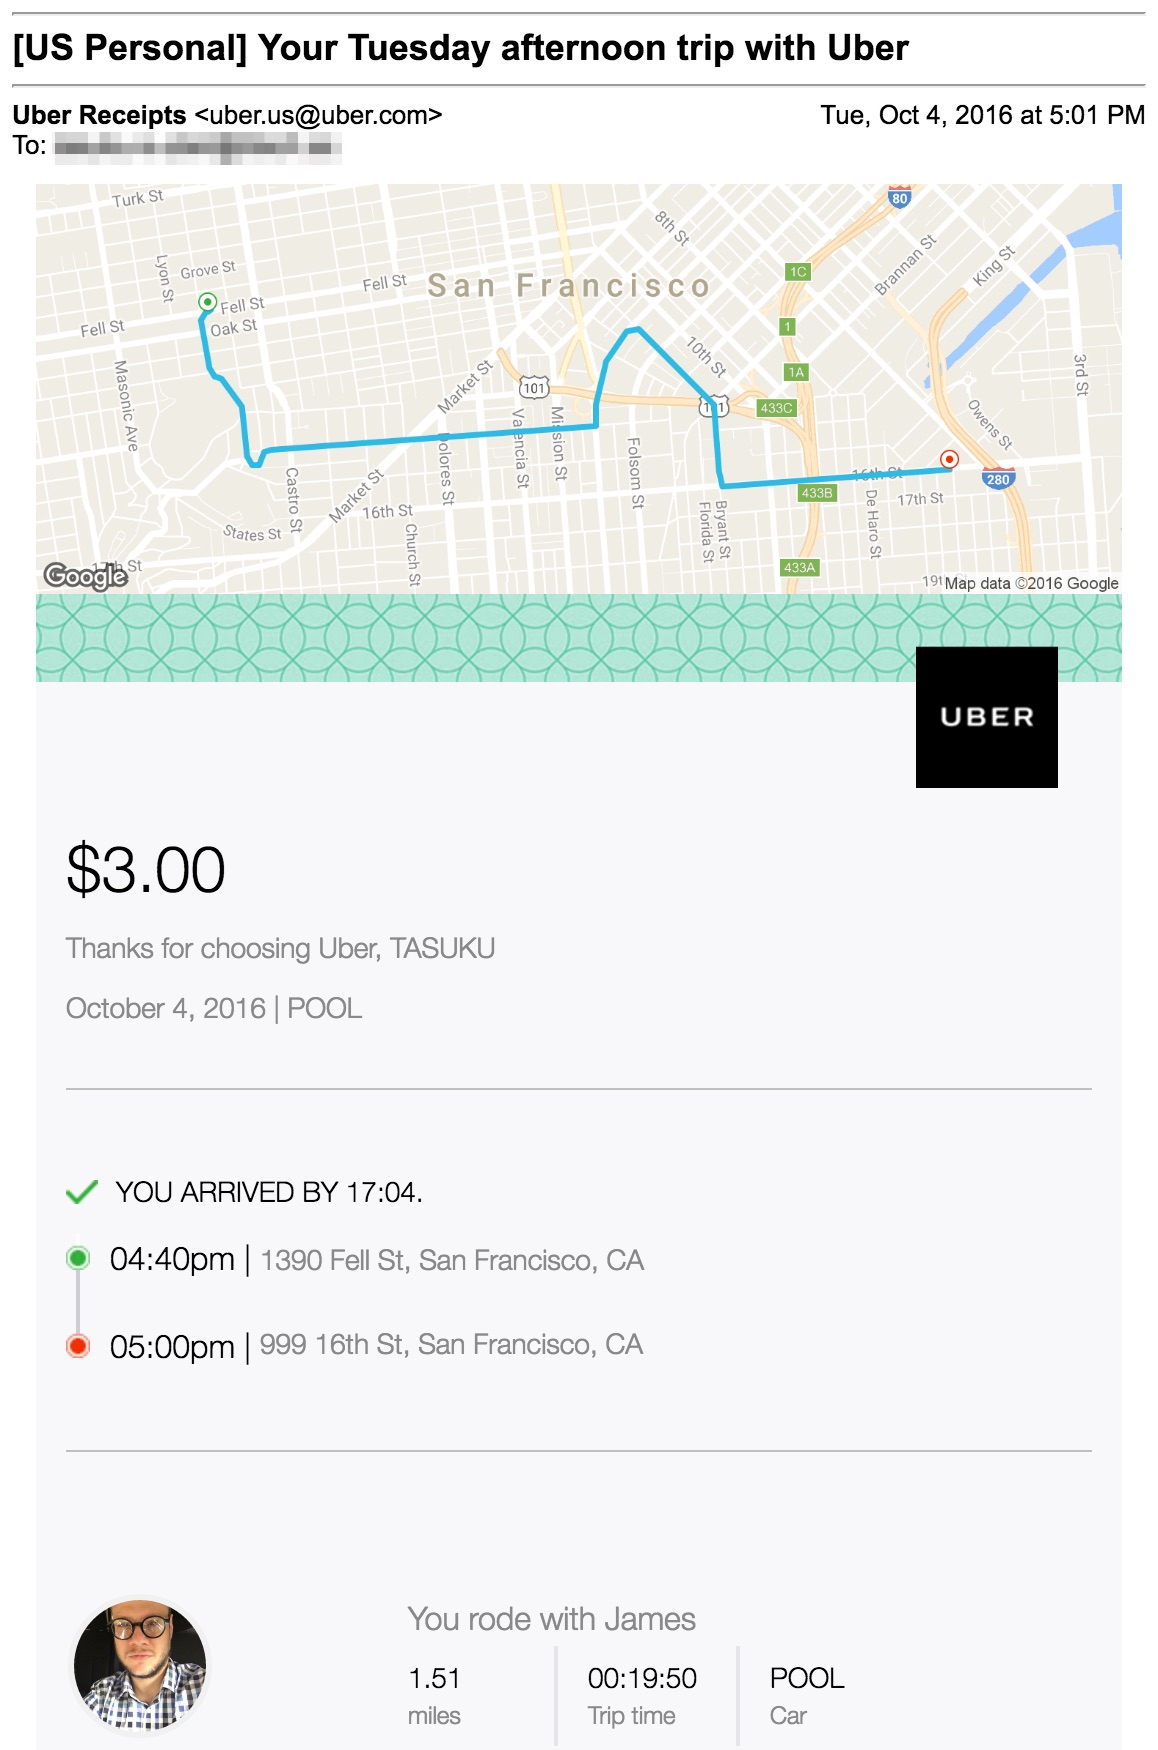 [US Personal] Your Tuesday afternoon trip with Uber
Uber Receipts <uber.us@uber.com>
Tue, Oct 4, 2016 at 5:01 PM
To:
Turk St
8th St
80
Lyon St
Grove St
Brannan St
King St
Fell St
San Francisco
1C
Fell St
Fell St
Oak St
1
10th St
3rd St
Masonic Ave
Market St
101
1A
101
433C
Owens St
Valencia St
Mission St
Dolores St
Folsom St
Castro St
Market St
16th St
280
433B
17th St
16th St
De Haro St
States St
Church St
Florida St
Bryant St
17th St
Google
433A
Map data ©2016 Google
UBER
$3.00
Thanks for choosing Uber, TASUKU
October 4, 2016 | POOL
YOU ARRIVED BY 17:04.
04:40pm | 1390 Fell St, San Francisco, CA
05:00pm | 999 16th St, San Francisco, CA
You rode with James
1.51
00:19:50
POOL
miles
Trip time
Car